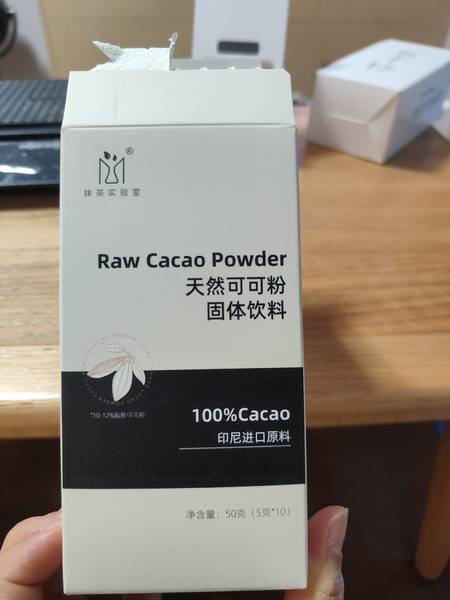 ®
抹茶实验室
Raw Cacao Powder
天然可可粉
固体饮料
*10-12%脂肪可可粉
100%Cacao
印尼进口原料
净含量：50克（5克*10）